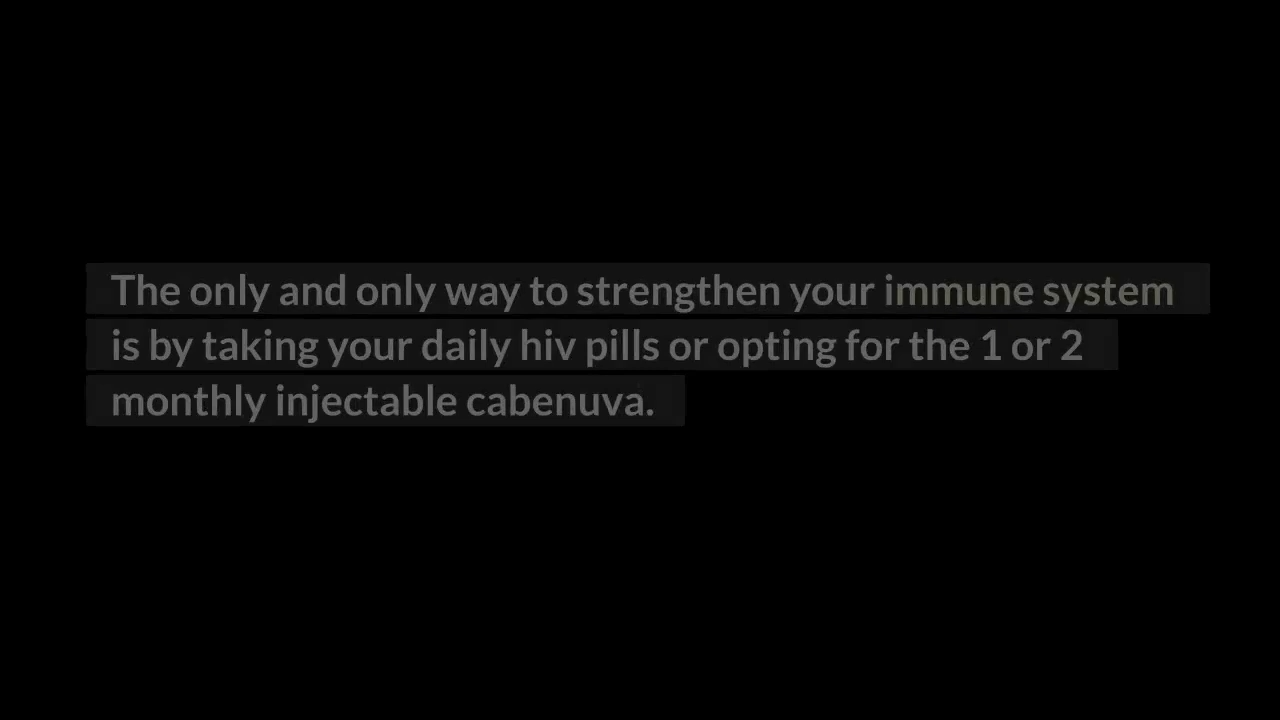 The only and only way to strengthen your immune system
is by taking your daily hiv pills or opting for the 1 or 2
monthly injectable cabenuva.